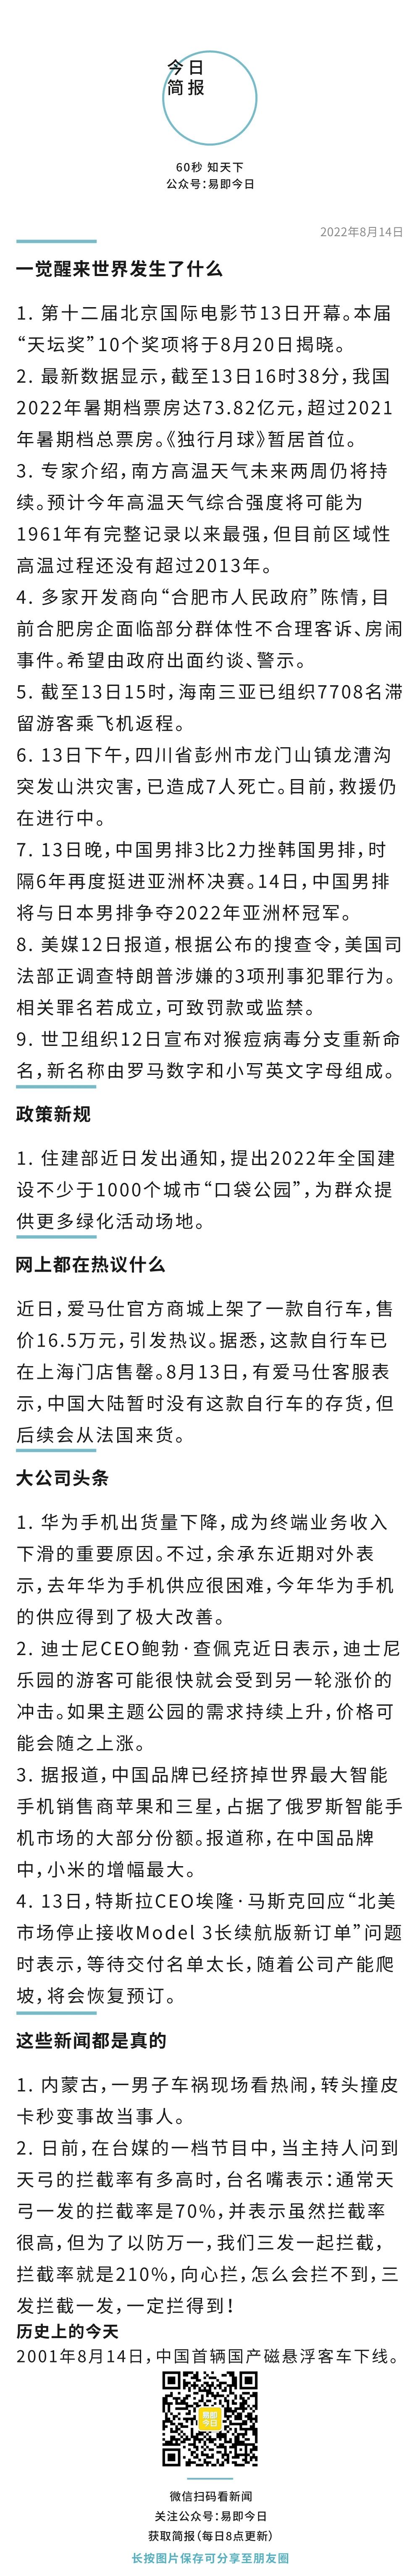 今日
简报
60秒 知天下
公众号:易即今日
2022年8月14日
一觉醒来世界发生了什么
1. 第十二届北京国际电影节13日开幕。本届
“天坛奖”10个奖项将于8月20日揭晓。
2. 最新数据显示,截至13日16时38分,我国
2022年暑期档票房达73.82亿元,超过2021
年暑期档总票房。《独行月球》暂居首位。
3. 专家介绍,南方高温天气未来两周仍将持
续。预计今年高温天气综合强度将可能为
1961年有完整记录以来最强,但目前区域性
高温过程还没有超过2013年。
4. 多家开发商向“合肥市人民政府”陈情,目
前合肥房企面临部分群体性不合理客诉、房闹
事件。希望由政府出面约谈、警示。
5. 截至13日15时,海南三亚已组织7708名滞
留游客乘飞机返程。
6. 13日下午,四川省彭州市龙门山镇龙漕沟
突发山洪灾害,已造成7人死亡。目前,救援仍
在进行中。
7. 13日晚,中国男排3比2力挫韩国男排,时
隔6年再度挺进亚洲杯决赛。14日,中国男排
将与日本男排争夺2022年亚洲杯冠军。
8. 美媒12日报道,根据公布的搜查令,美国司
法部正调查特朗普涉嫌的3项刑事犯罪行为。
相关罪名若成立,可致罚款或监禁。
9. 世卫组织12日宣布对猴痘病毒分支重新命
名,新名称由罗马数字和小写英文字母组成。
政策新规
1. 住建部近日发出通知,提出2022年全国建
设不少于1000个城市“口袋公园”,为群众提
供更多绿化活动场地。
网上都在热议什么
近日,爱马仕官方商城上架了一款自行车,售
价16.5万元,引发热议。据悉,这款自行车已
在上海门店售罄。8月13日,有爱马仕客服表
示,中国大陆暂时没有这款自行车的存货,但
后续会从法国来货。
大公司头条
1. 华为手机出货量下降,成为终端业务收入
下滑的重要原因。不过,余承东近期对外表
示,去年华为手机供应很困难,今年华为手机
的供应得到了极大改善。
2. 迪士尼CEO鲍勃·查佩克近日表示,迪士尼
乐园的游客可能很快就会受到另一轮涨价的
冲击。如果主题公园的需求持续上升,价格可
能会随之上涨。
3. 据报道,中国品牌已经挤掉世界最大智能
手机销售商苹果和三星,占据了俄罗斯智能手
机市场的大部分份额。报道称,在中国品牌
中,小米的增幅最大。
4. 13日,特斯拉CEO埃隆·马斯克回应“北美
市场停止接收Model 3长续航版新订单”问题
时表示,等待交付名单太长,随着公司产能爬
坡,将会恢复预订。
这些新闻都是真的
1. 内蒙古,一男子车祸现场看热闹,转头撞皮
卡秒变事故当事人。
2. 日前,在台媒的一档节目中,当主持人问到
天弓的拦截率有多高时,台名嘴表示:通常天
弓一发的拦截率是70%,并表示虽然拦截率
很高,但为了以防万一,我们三发一起拦截,
拦截率就是210%,向心拦,怎么会拦不到,三
发拦截一发,一定拦得到!
历史上的今天
2001年8月14日,中国首辆国产磁悬浮客车下线。
易即
今日
微信扫码看新闻
关注公众号:易即今日
获取简报(每日8点更新)
长按图片保存可分享至朋友圈